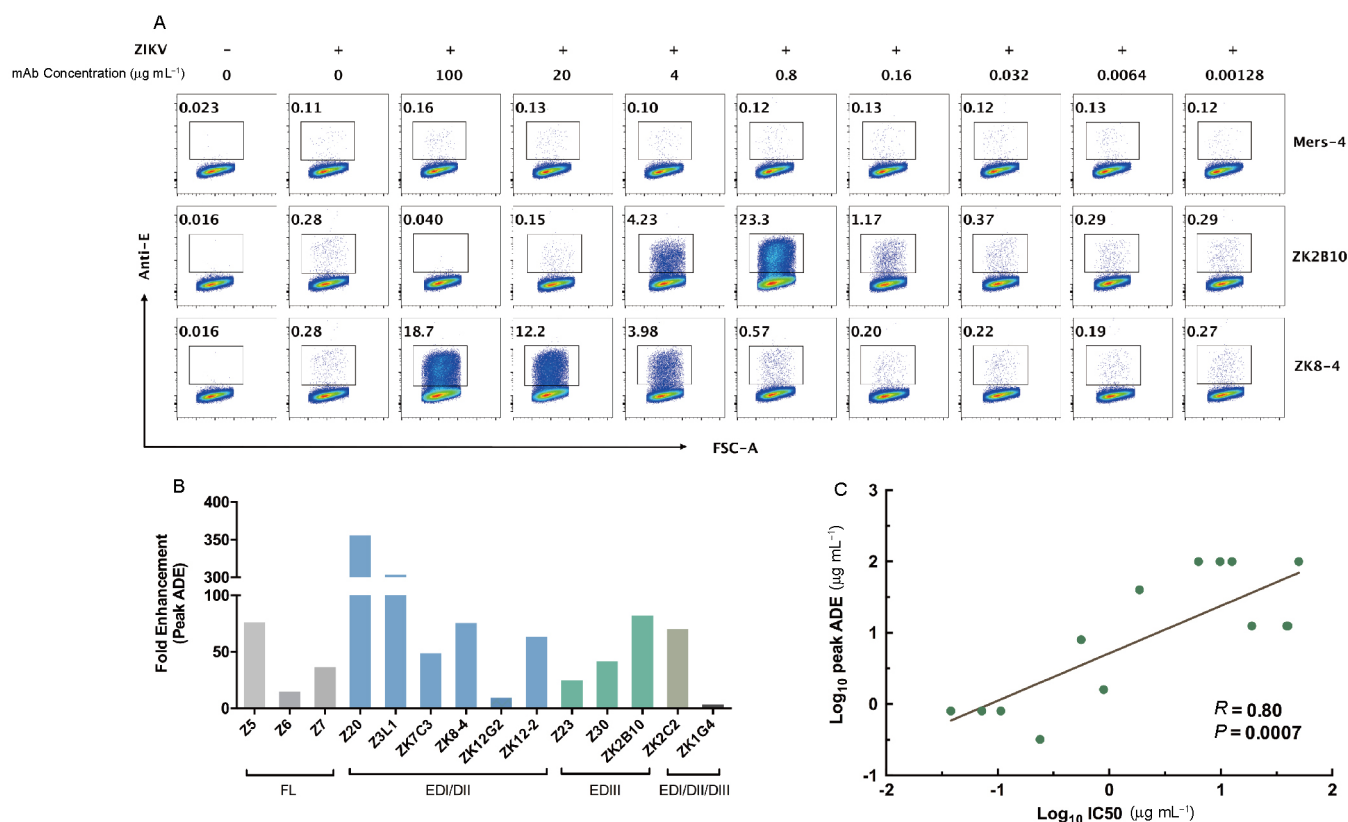 A
ZIKV – + + + + + + + + +
mAb Concentration (μg mL⁻¹) 0 0 100 20 4 0.8 0.16 0.032 0.0064 0.00128
0.023 0.11 0.16 0.13 0.10 0.12 0.13 0.12 0.13 0.12
Mers-4
0.016 0.28 0.040 0.15 4.23 23.3 1.17 0.37 0.29 0.29
ZK2B10
0.016 0.28 18.7 12.2 3.98 0.57 0.20 0.22 0.19 0.27
ZK8-4
Anti-E
FSC-A
B
Fold Enhancement
(Peak ADE)
400
350
300
100
50
0
Z5 Z6 Z7 Z20 Z3L1 ZK7C3 ZK8-4 ZK12G2 ZK12-2 Z23 Z30 ZK2B10 ZK2C2 ZK1G4
FL EDI/DII EDIII EDI/DII/DIII
C
Log₁₀ peak ADE (μg mL⁻¹)
3
2
1
0
-1
R = 0.80
P = 0.0007
-2 -1 0 1 2
Log₁₀ IC50 (μg mL⁻¹)